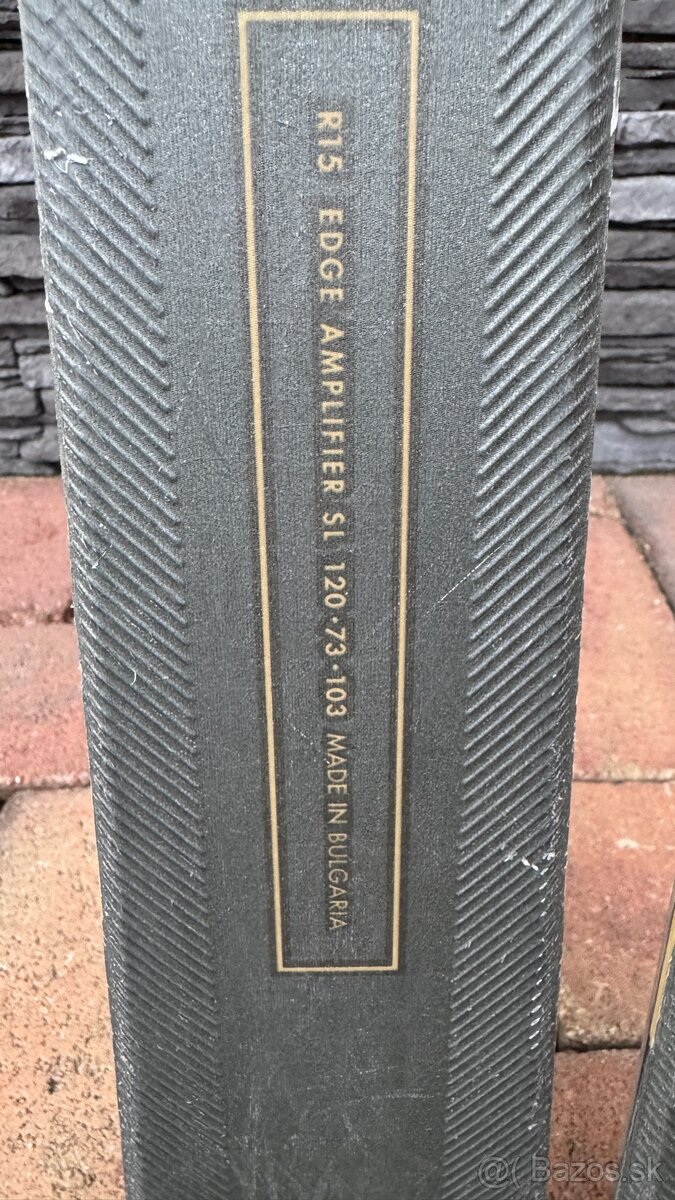 R15 EDGE AMPLIFIER SL 120·73·103 MADE IN BULGARIA
@( Bazos.sk